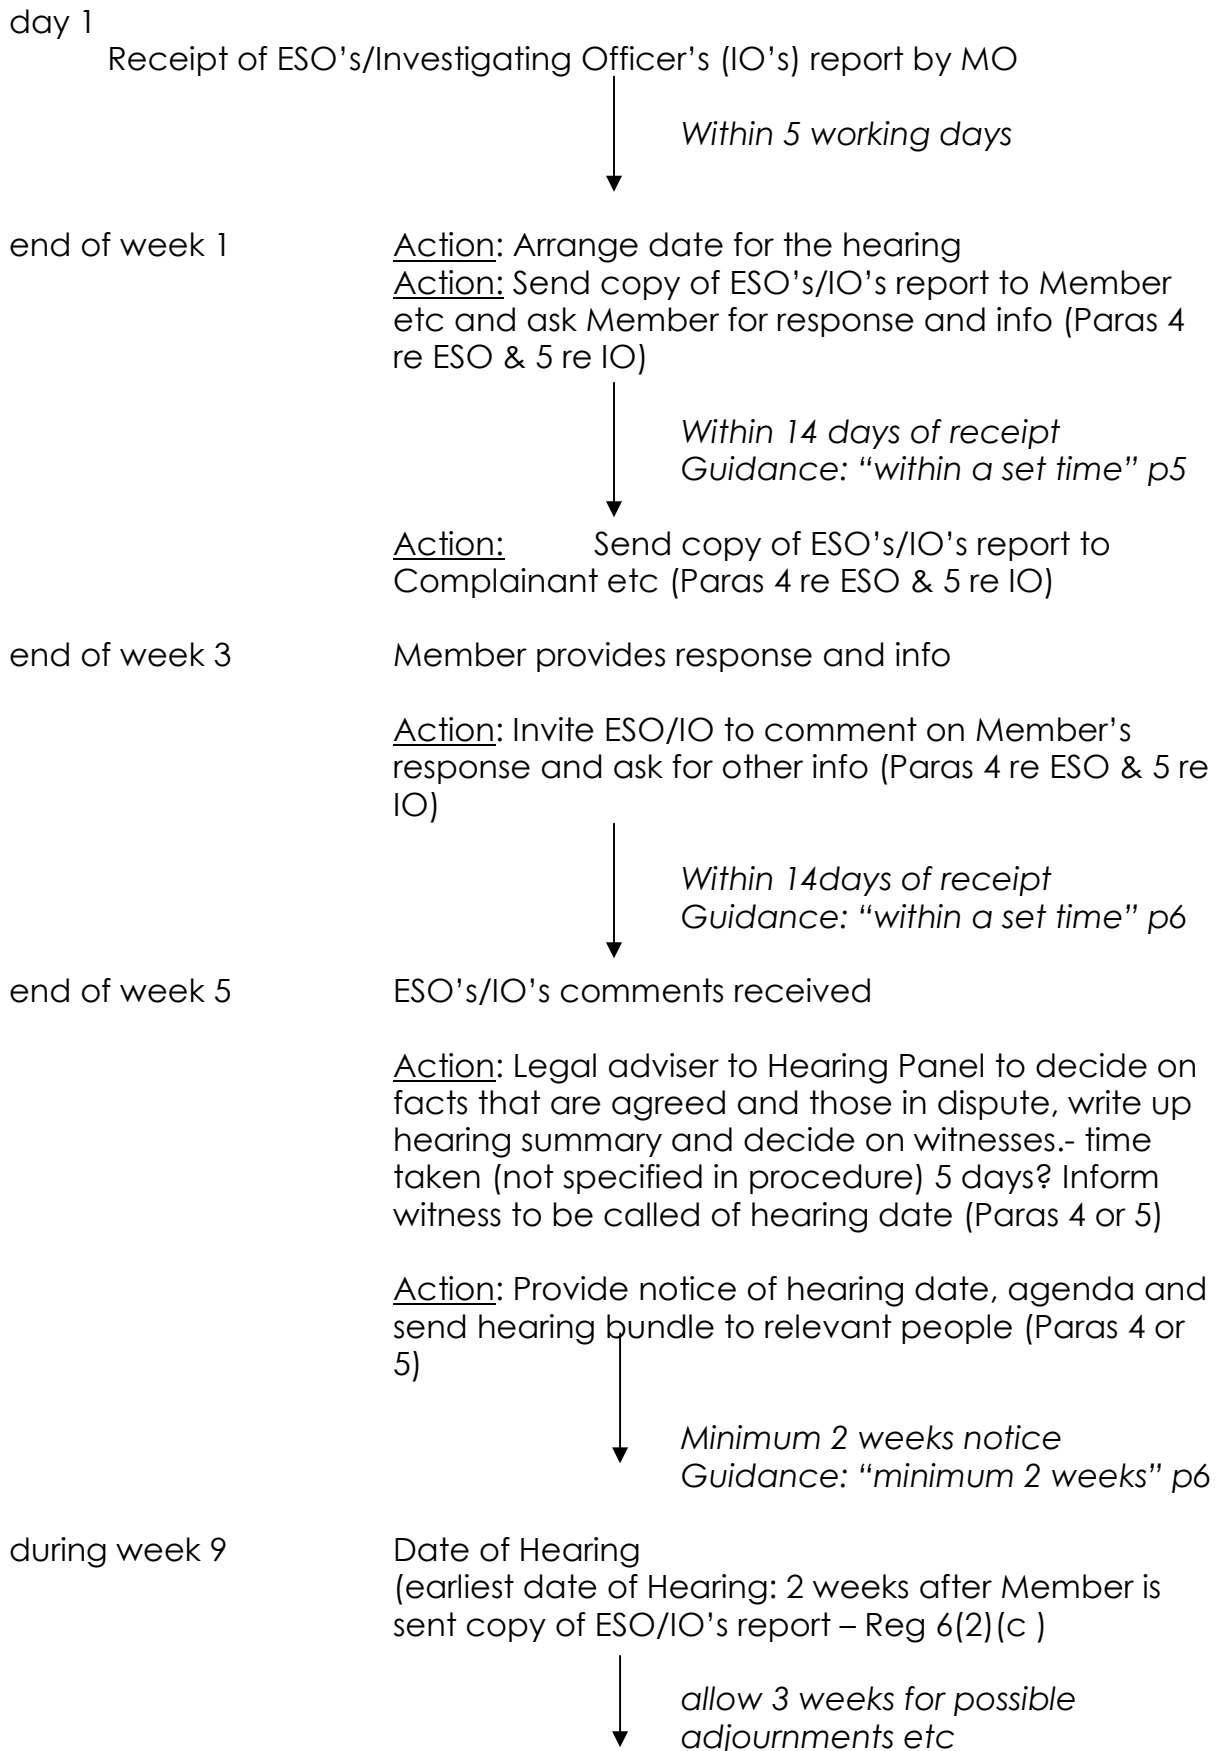 day 1
Receipt of ESO’s/Investigating Officer’s (IO’s) report by MO
Within 5 working days
end of week 1 Action: Arrange date for the hearing
Action: Send copy of ESO’s/IO’s report to Member
etc and ask Member for response and info (Paras 4
re ESO & 5 re IO)
Within 14 days of receipt
Guidance: “within a set time” p5
Action: Send copy of ESO’s/IO’s report to
Complainant etc (Paras 4 re ESO & 5 re IO)
end of week 3 Member provides response and info
Action: Invite ESO/IO to comment on Member’s
response and ask for other info (Paras 4 re ESO & 5 re
IO)
Within 14days of receipt
Guidance: “within a set time” p6
end of week 5 ESO’s/IO’s comments received
Action: Legal adviser to Hearing Panel to decide on
facts that are agreed and those in dispute, write up
hearing summary and decide on witnesses.- time
taken (not specified in procedure) 5 days? Inform
witness to be called of hearing date (Paras 4 or 5)
Action: Provide notice of hearing date, agenda and
send hearing bundle to relevant people (Paras 4 or
5)
Minimum 2 weeks notice
Guidance: “minimum 2 weeks” p6
during week 9 Date of Hearing
(earliest date of Hearing: 2 weeks after Member is
sent copy of ESO/IO’s report – Reg 6(2)(c )
allow 3 weeks for possible
adjournments etc